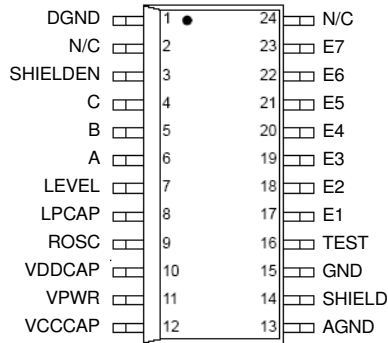 DGND 1 24 N/C
N/C 2 23 E7
SHIELDEN 3 22 E6
C 4 21 E5
B 5 20 E4
A 6 19 E3
LEVEL 7 18 E2
LPCAP 8 17 E1
ROSC 9 16 TEST
VDDCAP 10 15 GND
VPWR 11 14 SHIELD
VCCCAP 12 13 AGND